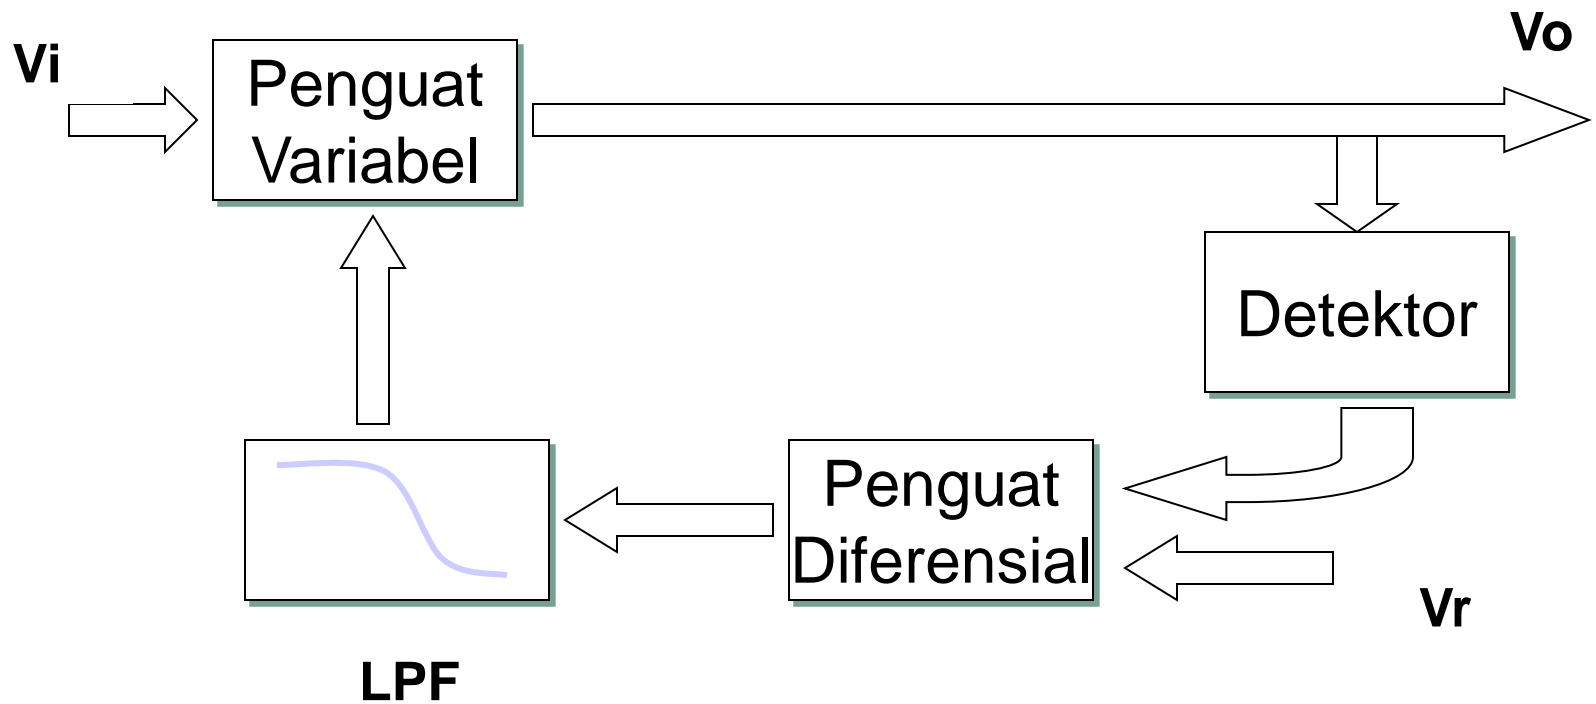 Vi
Penguat
Variabel
Vo
Detektor
Penguat
Diferensial
Vr
LPF